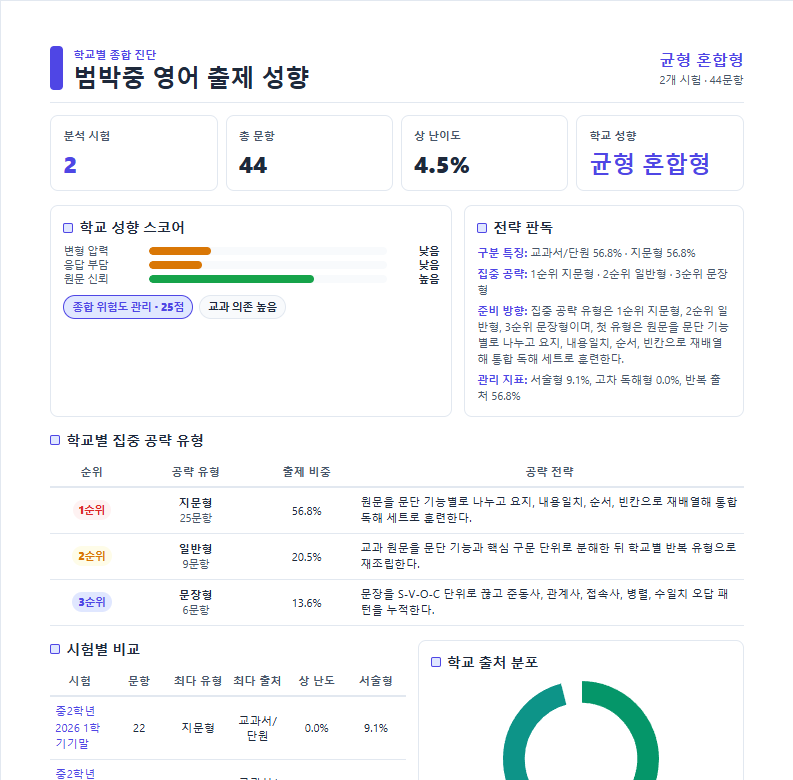 학교별 종합 진단
범박중 영어 출제 성향
균형 혼합형
2개 시험 · 44문항
분석 시험
2
총 문항
44
상 난이도
4.5%
학교 성향
균형 혼합형
학교 성향 스코어
변형 압력 낮음
응답 부담 낮음
원문 신뢰 높음
종합 위험도 관리 · 25점 교과 의존 높음
전략 판독
구분 특징: 교과서/단원 56.8% · 지문형 56.8%
집중 공략: 1순위 지문형 · 2순위 일반형 · 3순위 문장
형
준비 방향: 집중 공략 유형은 1순위 지문형, 2순위 일
반형, 3순위 문장형이며, 첫 유형은 원문을 문단 기능
별로 나누고 요지, 내용일치, 순서, 빈칸으로 재배열
해 통합 독해 세트로 훈련한다.
관리 지표: 서술형 9.1%, 고차 독해형 0.0%, 반복 출
처 56.8%
학교별 집중 공략 유형
순위 공략 유형 출제 비중 공략 전략
1순위 지문형 25문항 56.8% 원문을 문단 기능별로 나누고 요지, 내용일치, 순서, 빈칸으로 재배열해 통합
독해 세트로 훈련한다.
2순위 일반형 9문항 20.5% 교과 원문을 문단 기능과 핵심 구문 단위로 분해한 뒤 학교별 반복 유형으로
재조립한다.
3순위 문장형 6문항 13.6% 문장을 S-V-O-C 단위로 끊고 준동사, 관계사, 접속사, 병렬, 수일치 오답 패
턴을 누적한다.
시험별 비교
시험 문항 최다 유형 최다 출처 상 난도 서술형
중2학년
2026 1학
기기말
22 지문형 교과서/
단원
0.0% 9.1%
중2학년
학교 출처 분포